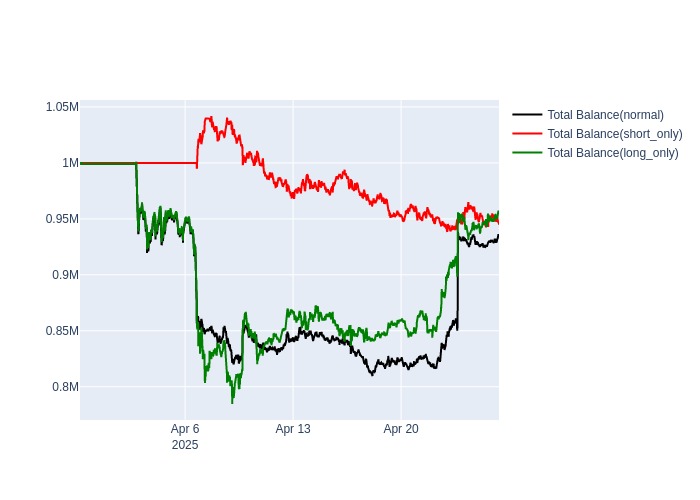 1.05M
1M
0.95M
0.9M
0.85M
0.8M
Apr 6
2025
Apr 13
Apr 20
Total Balance(normal)
Total Balance(short_only)
Total Balance(long_only)